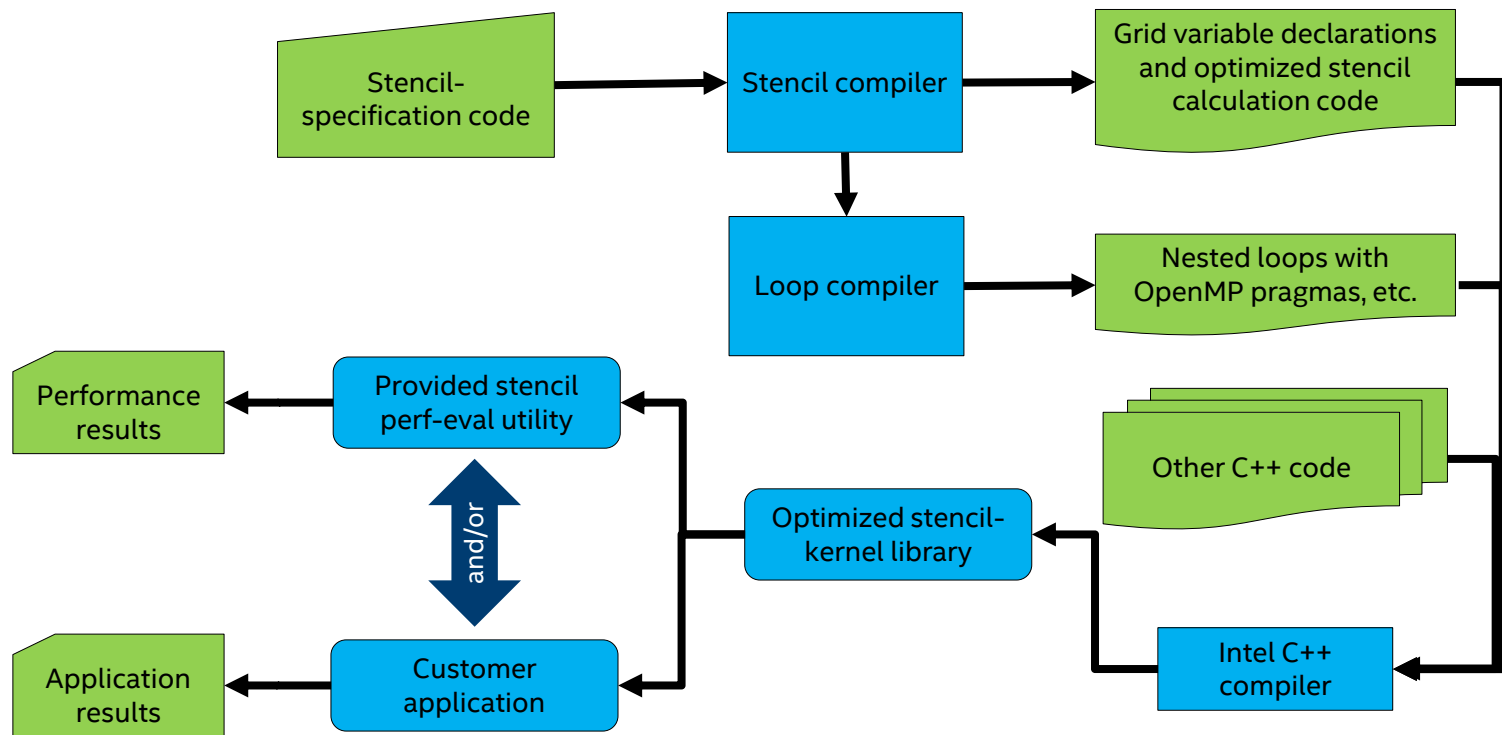 Stencil-
specification code
Stencil compiler
Grid variable declarations
and optimized stencil
calculation code
Loop compiler
Nested loops with
OpenMP pragmas, etc.
Performance
results
Provided stencil
perf-eval utility
Other C++ code
and/or
Optimized stencil-
kernel library
Application
results
Customer
application
Intel C++
compiler